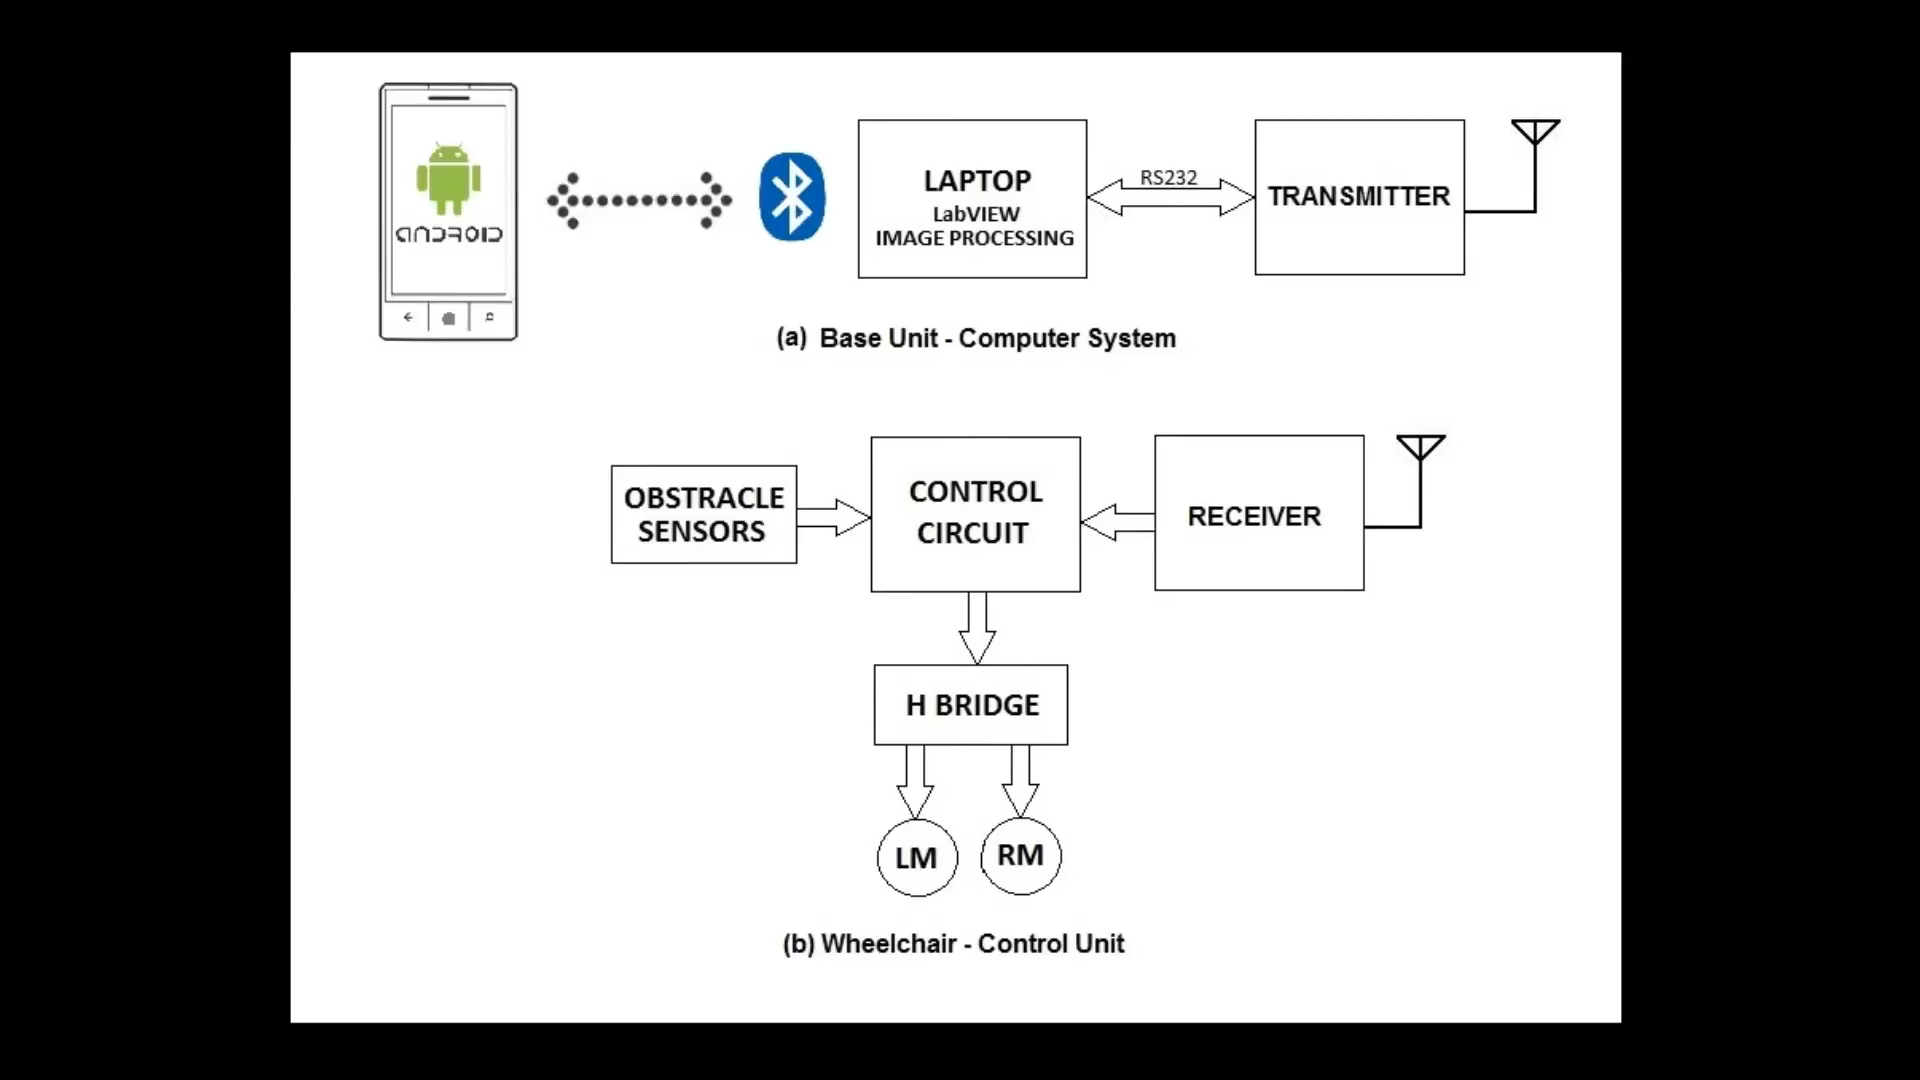 ANDROID
LAPTOP
LabVIEW
IMAGE PROCESSING
RS232
TRANSMITTER
(a) Base Unit - Computer System
OBSTRACLE
SENSORS
CONTROL
CIRCUIT
RECEIVER
H BRIDGE
LM
RM
(b) Wheelchair - Control Unit